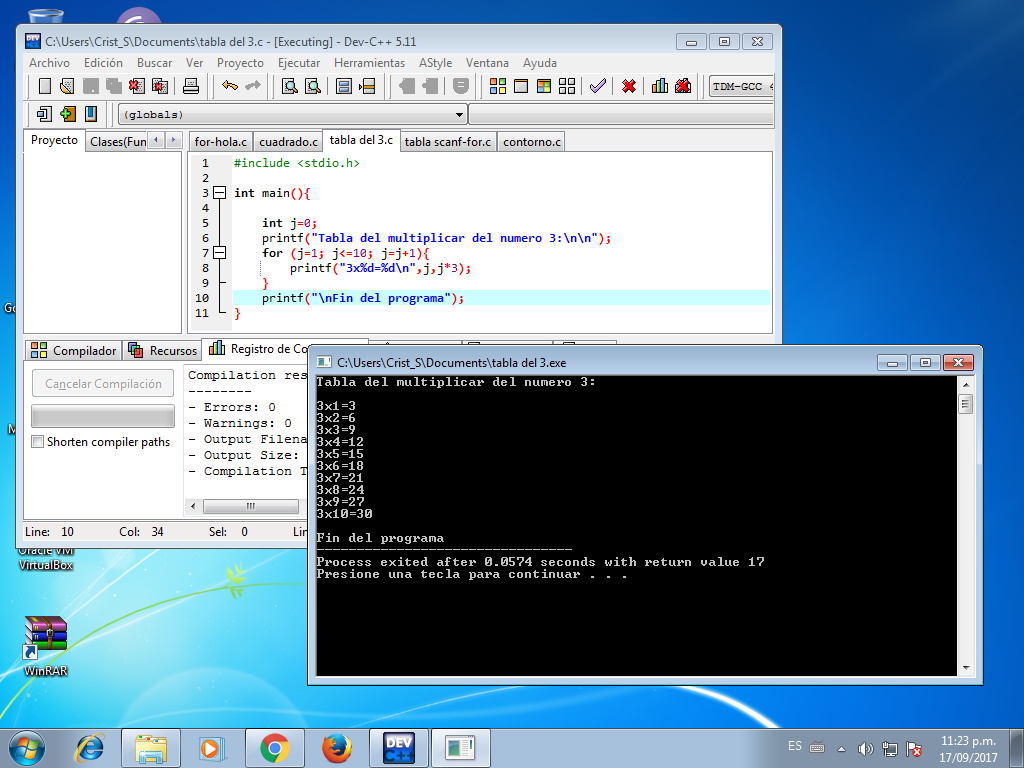 C:\Users\Crist_S\Documents\tabla del 3.c - [Executing] - Dev-C++ 5.11
Archivo Edición Buscar Ver Proyecto Ejecutar Herramientas AStyle Ventana Ayuda
TDM-GCC 4
(globals)
Proyecto Clases(Fun
for-hola.c cuadrado.c tabla del 3.c tabla scanf-for.c contorno.c
1 #include <stdio.h>
2
3 int main(){
4
5 int j=0;
6 printf("Tabla del multiplicar del numero 3:\n\n");
7 for (j=1; j<=10; j=j+1){
8 printf("3x%d=%d\n",j,j*3);
9 }
10 printf("\nFin del programa");
11 }
Compilador Recursos Registro de Co
Cancelar Compilación
Shorten compiler paths
Compilation res
--------
- Errors: 0
- Warnings: 0
- Output Filena
- Output Size:
- Compilation T
Line: 10 Col: 34 Sel: 0 Lin
C:\Users\Crist_S\Documents\tabla del 3.exe
Tabla del multiplicar del numero 3:
3x1=3
3x2=6
3x3=9
3x4=12
3x5=15
3x6=18
3x7=21
3x8=24
3x9=27
3x10=30
Fin del programa
--------------------------------
Process exited after 0.0574 seconds with return value 17
Presione una tecla para continuar . . .
Oracle VM
VirtualBox
WinRAR
DEV
C++
ES
11:23 p.m.
17/09/2017